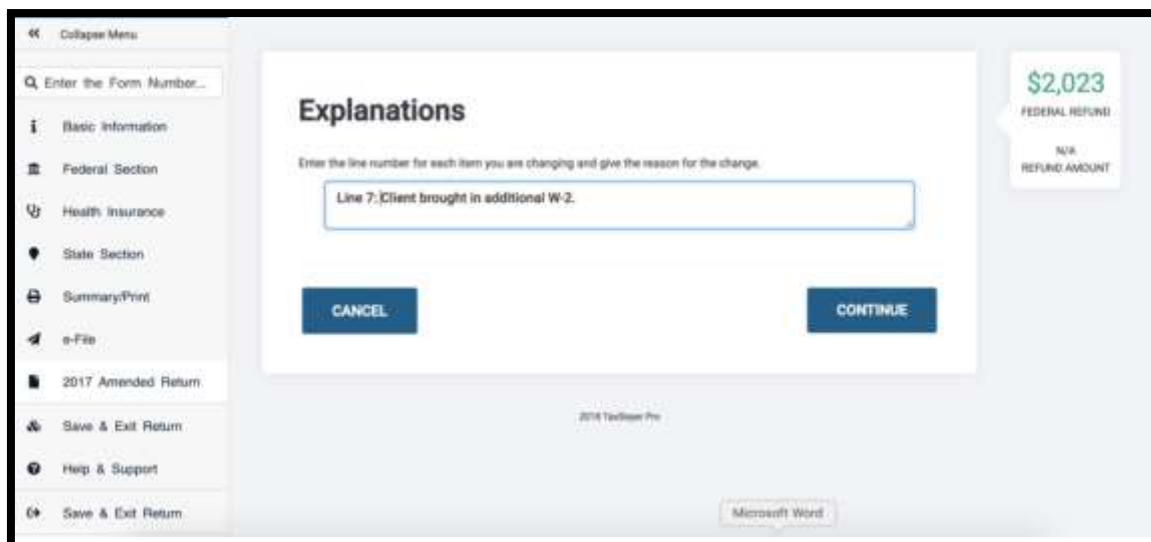 Collapse Menu
Enter the Form Number...
Basic Information
Federal Section
Health Insurance
State Section
Summary/Print
e-File
2017 Amended Return
Save & Exit Return
Help & Support
Save & Exit Return
Explanations
Enter the line number for each item you are changing and give the reason for the change.
Line 7: Client brought in additional W-2.
CANCEL
CONTINUE
$2,023
FEDERAL REFUND
N/A
REFUND AMOUNT
TaxSlayer Pro
Microsoft Word